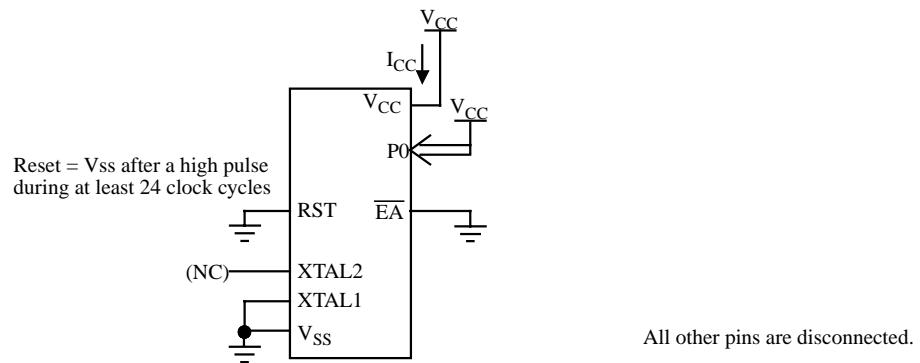 VCC
ICC
VCC
VCC
P0
Reset = Vss after a high pulse
during at least 24 clock cycles
RST
EA
(NC)
XTAL2
XTAL1
VSS
All other pins are disconnected.